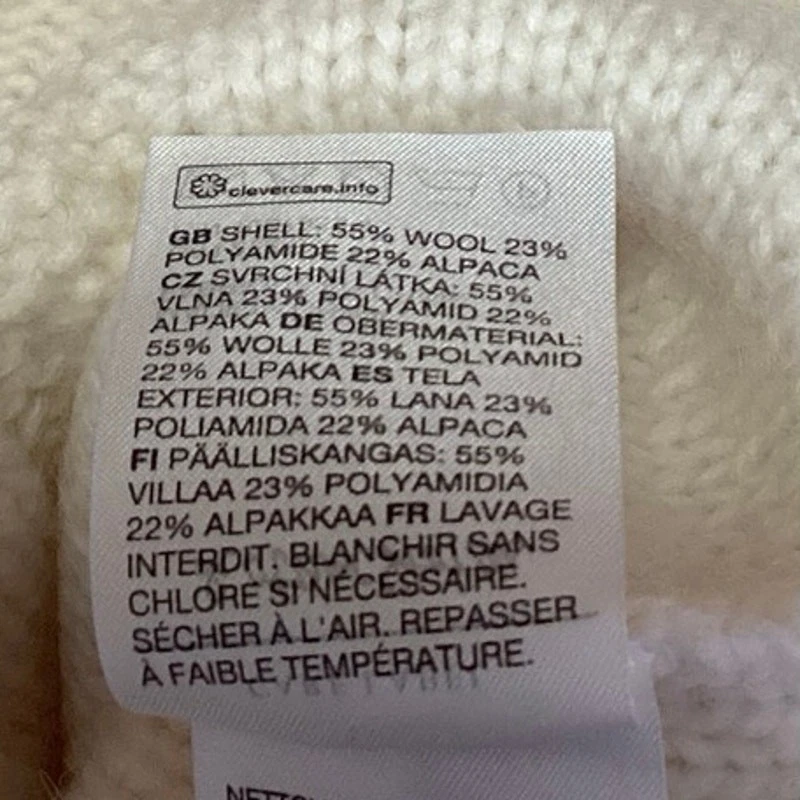 clevercare.info
GB SHELL: 55% WOOL 23%
POLYAMIDE 22% ALPACA
CZ SVRCHNÍ LÁTKA: 55%
VLNA 23% POLYAMID 22%
ALPAKA DE OBERMATERIAL:
55% WOLLE 23% POLYAMID
22% ALPAKA ES TELA
EXTERIOR: 55% LANA 23%
POLIAMIDA 22% ALPACA
FI PÄÄLLISKANGAS: 55%
VILLAA 23% POLYAMIDIA
22% ALPAKKAA FR LAVAGE
INTERDIT. BLANCHIR SANS
CHLORE SI NÉCESSAIRE.
SÉCHER À L'AIR. REPASSER
À FAIBLE TEMPÉRATURE.